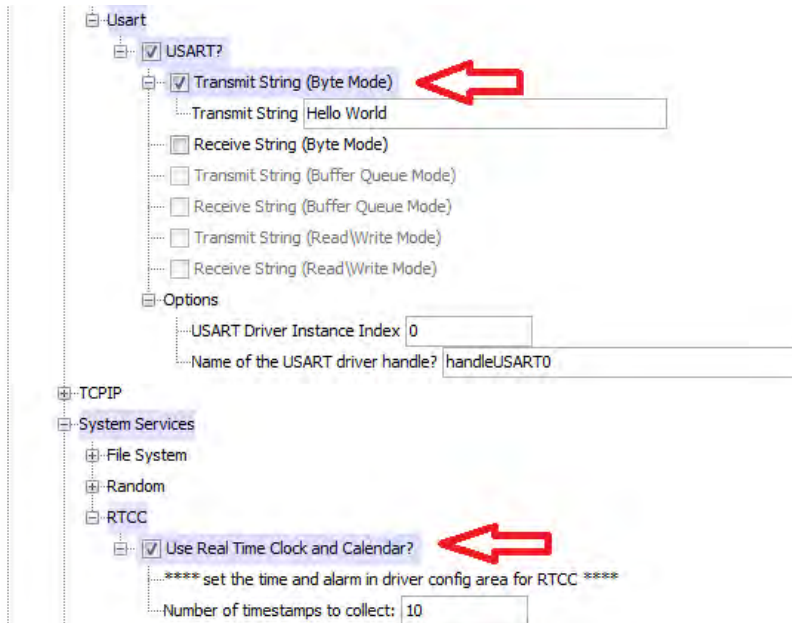 Usart
USART?
Transmit String (Byte Mode)
Transmit String Hello World
Receive String (Byte Mode)
Transmit String (Buffer Queue Mode)
Receive String (Buffer Queue Mode)
Transmit String (Read\Write Mode)
Receive String (Read\Write Mode)
Options
USART Driver Instance Index 0
Name of the USART driver handle? handleUSART0
TCPIP
System Services
File System
Random
RTCC
Use Real Time Clock and Calendar?
**** set the time and alarm in driver config area for RTCC ****
Number of timestamps to collect: 10